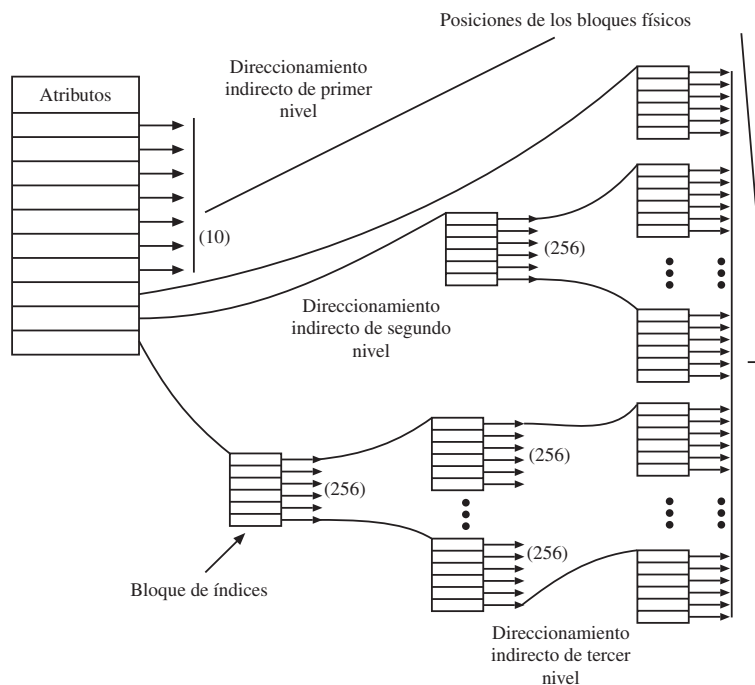 Posiciones de los bloques físicos
Direccionamiento
indirecto de primer
nivel
Atributos
(10)
(256)
Direccionamiento
indirecto de segundo
nivel
(256)
(256)
(256)
Bloque de índices
Direccionamiento
indirecto de tercer
nivel